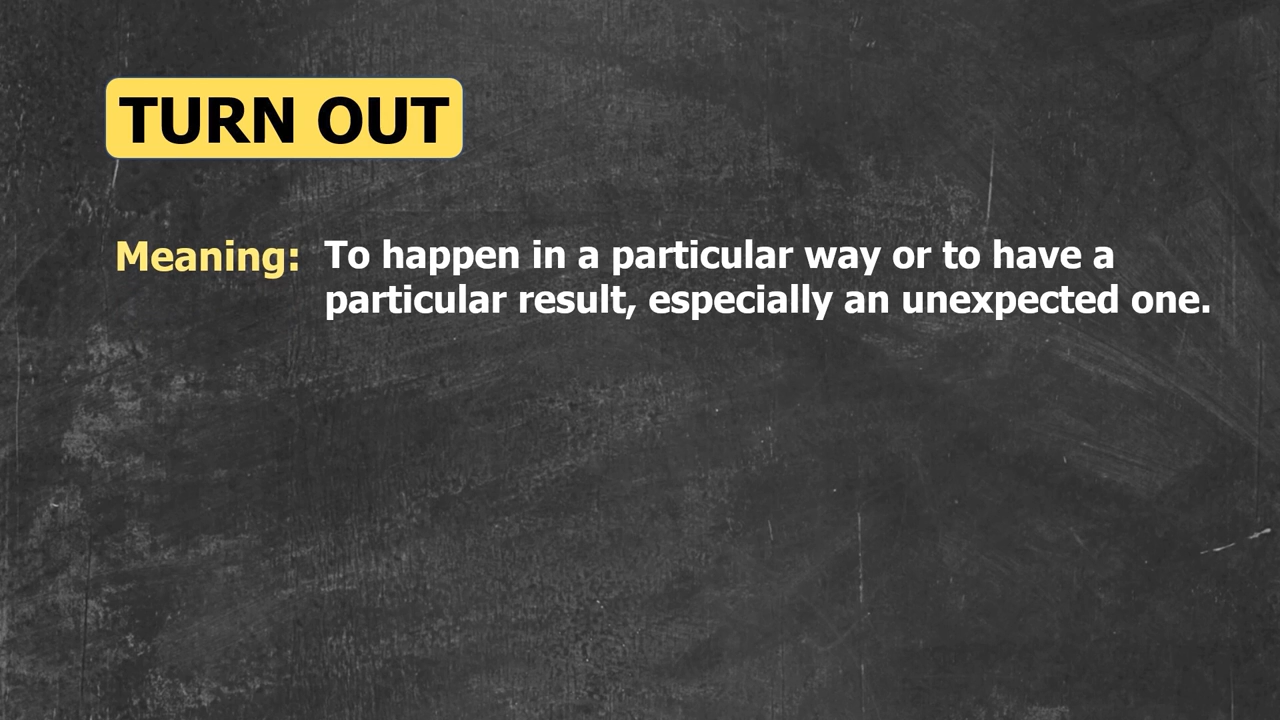 TURN OUT
Meaning: To happen in a particular way or to have a
particular result, especially an unexpected one.